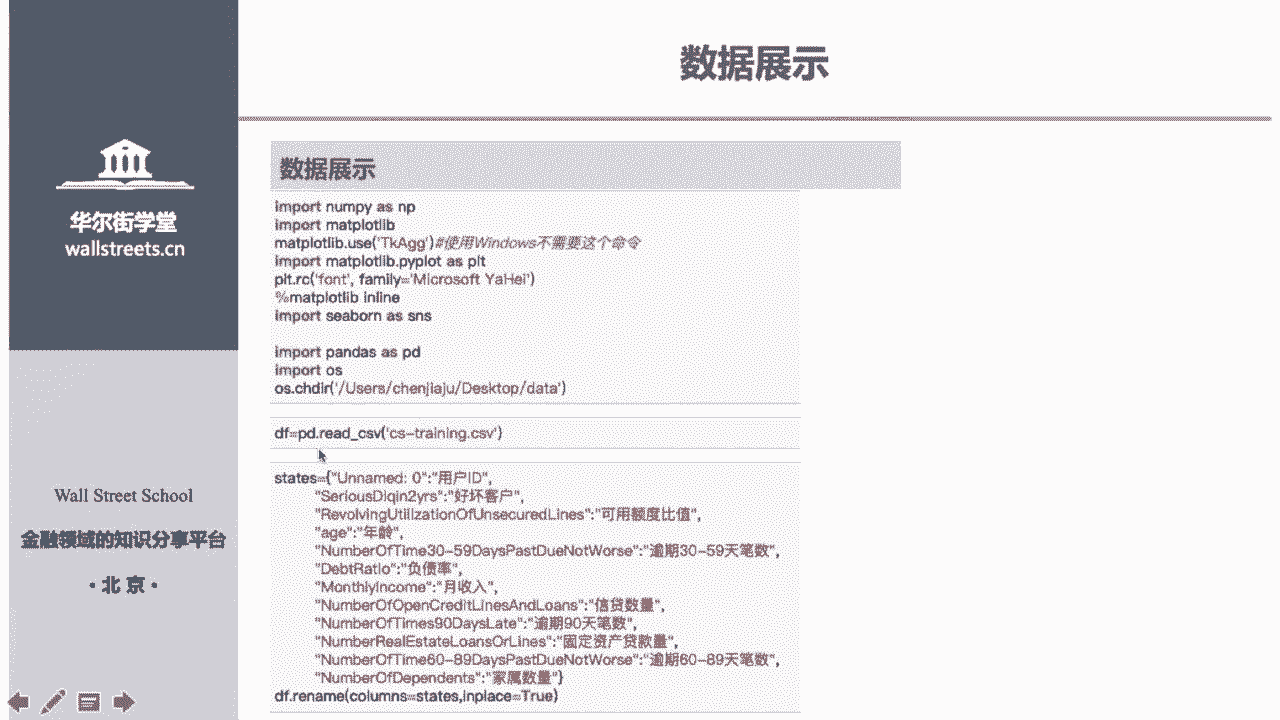 数据展示
华尔街学堂
wallstreets.cn
Wall Street School
金融领域的知识分享平台
·北京·
数据展示
import numpy as np
import matplotlib
matplotlib.use('TkAgg')#使用Windows不需要这个命令
import matplotlib.pyplot as plt
plt.rc('font', family='Microsoft YaHei')
%matplotlib inline
import seaborn as sns
import pandas as pd
import os
os.chdir('/Users/chenjiaju/Desktop/data')
df=pd.read_csv('cs-training.csv')
states={"Unnamed: 0":"用户ID",
"SeriousDlqin2yrs":"好坏客户",
"RevolvingUtilizationOfUnsecuredLines":"可用额度比值",
"age":"年龄",
"NumberOfTime30-59DaysPastDueNotWorse":"逾期30-59天笔数",
"DebtRatio":"负债率",
"MonthlyIncome":"月收入",
"NumberOfOpenCreditLinesAndLoans":"信贷数量",
"NumberOfTimes90DaysLate":"逾期90天笔数",
"NumberRealEstateLoansOrLines":"固定资产贷款量",
"NumberOfTime60-89DaysPastDueNotWorse":"逾期60-89天笔数",
"NumberOfDependents":"家属数量"}
df.rename(columns=states,inplace=True)